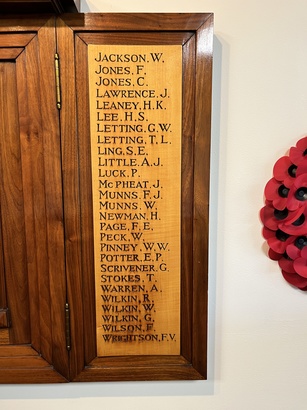 JACKSON, W.
JONES, F.
JONES, C.
LAWRENCE, J.
LEANEY, H.K.
LEE, H.S.
LETTING, G.W.
LETTING, T.L.
LING, S.E.
LITTLE, A.J.
LUCK, P.
McPHEAT, J.
MUNNS, F.J.
MUNNS, W.
NEWMAN, H.
PAGE, F.E.
PECK, W.
PINNEY, W.W.
POTTER, E.P.
SCRIVENER, G.
STOKES, T.
WARREN, A.
WILKIN, R.
WILKIN, W.
WILKIN, G.
WILSON, F.
WRIGHTSON, F.V.